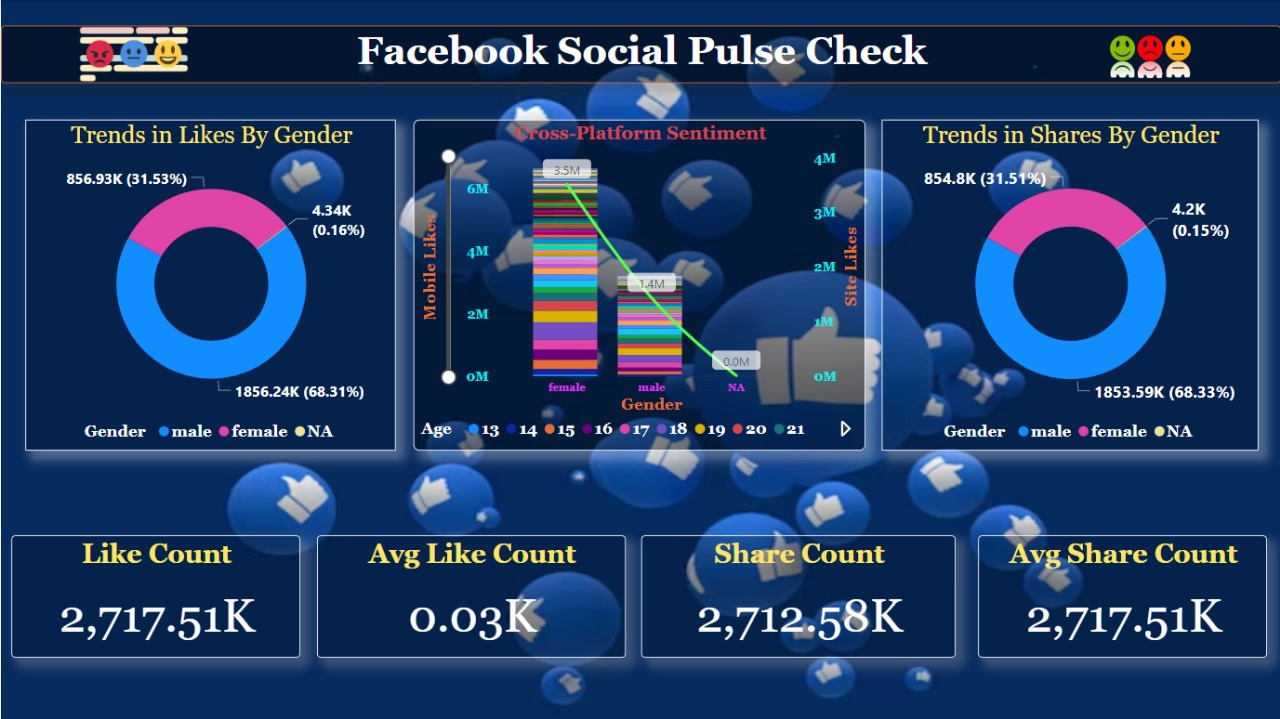 Facebook Social Pulse Check
Trends in Likes By Gender
856.93K (31.53%)
4.34K
(0.16%)
1856.24K (68.31%)
Gender male female NA
Cross-Platform Sentiment
Mobile Likes
6M
4M
2M
0M
3.5M
1.4M
0.0M
4M
3M
2M
1M
0M
Site Likes
female male NA
Gender
Age 13 14 15 16 17 18 19 20 21
Trends in Shares By Gender
854.8K (31.51%)
4.2K
(0.15%)
1853.59K (68.33%)
Gender male female NA
Like Count
2,717.51K
Avg Like Count
0.03K
Share Count
2,712.58K
Avg Share Count
2,717.51K